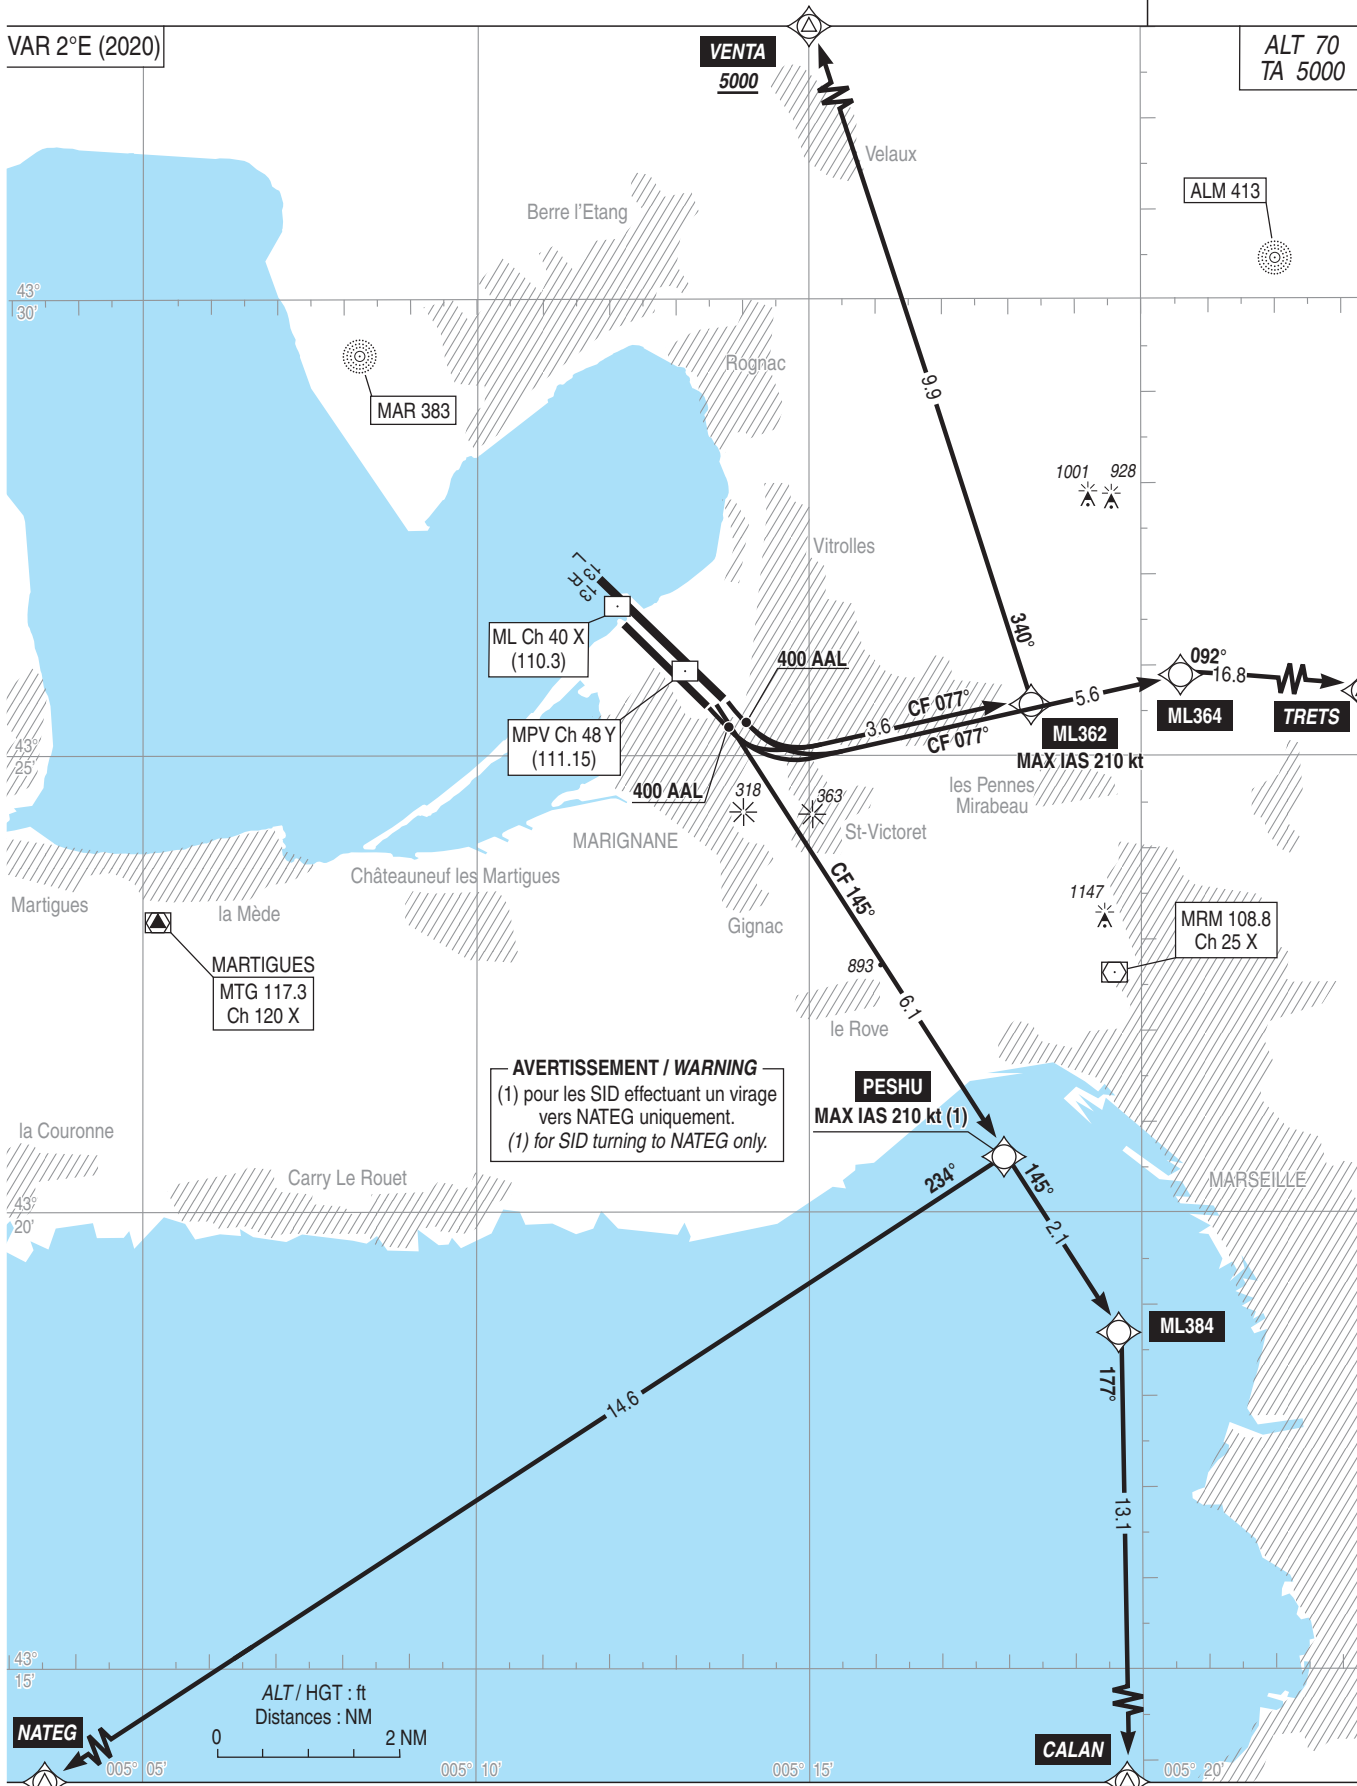 VAR 2°E (2020)
VENTA
5000
ALT 70
TA 5000
Velaux
ALM 413
Berre l'Etang
43°
30'
Rognac
MAR 383
9.9
1001
928
Vitrolles
13 L
13 R
ML Ch 40 X
(110.3)
340°
400 AAL
092°
16.8
CF 077°
3.6
5.6
ML364
TRETS
MPV Ch 48 Y
(111.15)
CF 077°
ML362
MAX IAS 210 kt
43°
25'
400 AAL
318
363
les Pennes
Mirabeau
MARIGNANE
St-Victoret
Châteauneuf les Martigues
CF 145°
Martigues
la Mède
Gignac
1147
MRM 108.8
Ch 25 X
MARTIGUES
MTG 117.3
Ch 120 X
893
6.1
le Rove
AVERTISSEMENT / WARNING
(1) pour les SID effectuant un virage
vers NATEG uniquement.
(1) for SID turning to NATEG only.
PESHU
MAX IAS 210 kt (1)
la Couronne
Carry Le Rouet
234°
145°
MARSEILLE
43°
20'
2.1
ML384
177°
14.6
13.1
43°
15'
ALT / HGT : ft
Distances : NM
0
2 NM
NATEG
CALAN
005° 05'
005° 10'
005° 15'
005° 20'